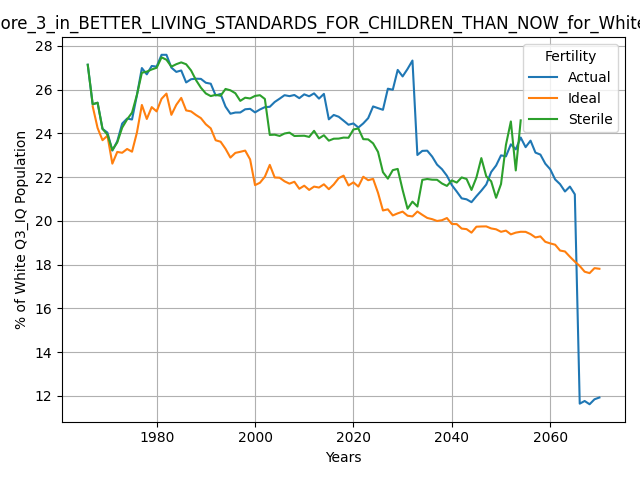 ore_3_in_BETTER_LIVING_STANDARDS_FOR_CHILDREN_THAN_NOW_for_White
Fertility
Actual
Ideal
Sterile
% of White Q3_IQ Population
28
26
24
22
20
18
16
14
12
1980
2000
2020
2040
2060
Years